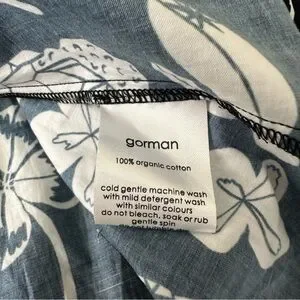 gorman
100% organic cotton
cold gentle machine wash
with mild detergent wash
with similar colours
do not bleach, soak or rub
gentle spin